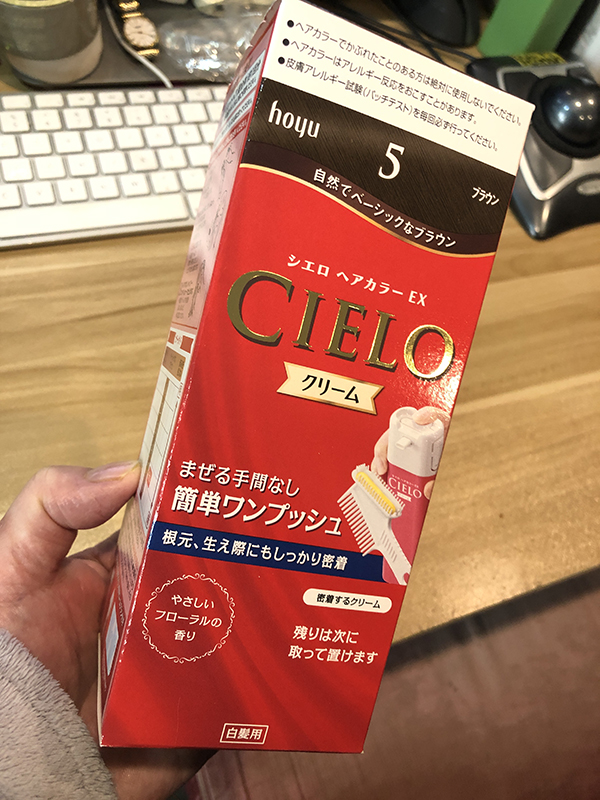 ●ヘアカラーでかぶれたことのある方は絶対に使用しないでください。
●ヘアカラーはアレルギー反応をおこすことがあります。
●皮膚アレルギー試験(パッチテスト)を毎回必ず行ってください。
hoyu
5
ブラウン
自然でベーシックなブラウン
シエロ ヘアカラー EX
CIELO
クリーム
CIELO
まぜる手間なし
簡単ワンプッシュ
根元、生え際にもしっかり密着
密着するクリーム
やさしい
フローラルの
香り
残りは次に
取って置けます
白髪用